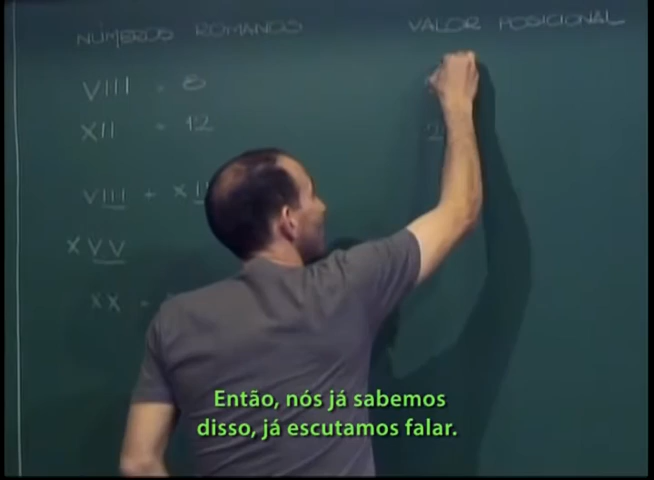 NÚMEROS ROMANOS
VALOR POSICIONAL
VIII = 8
XII = 12
VIII + XII
XVV
XX =
Então, nós já sabemos
disso, já escutamos falar.